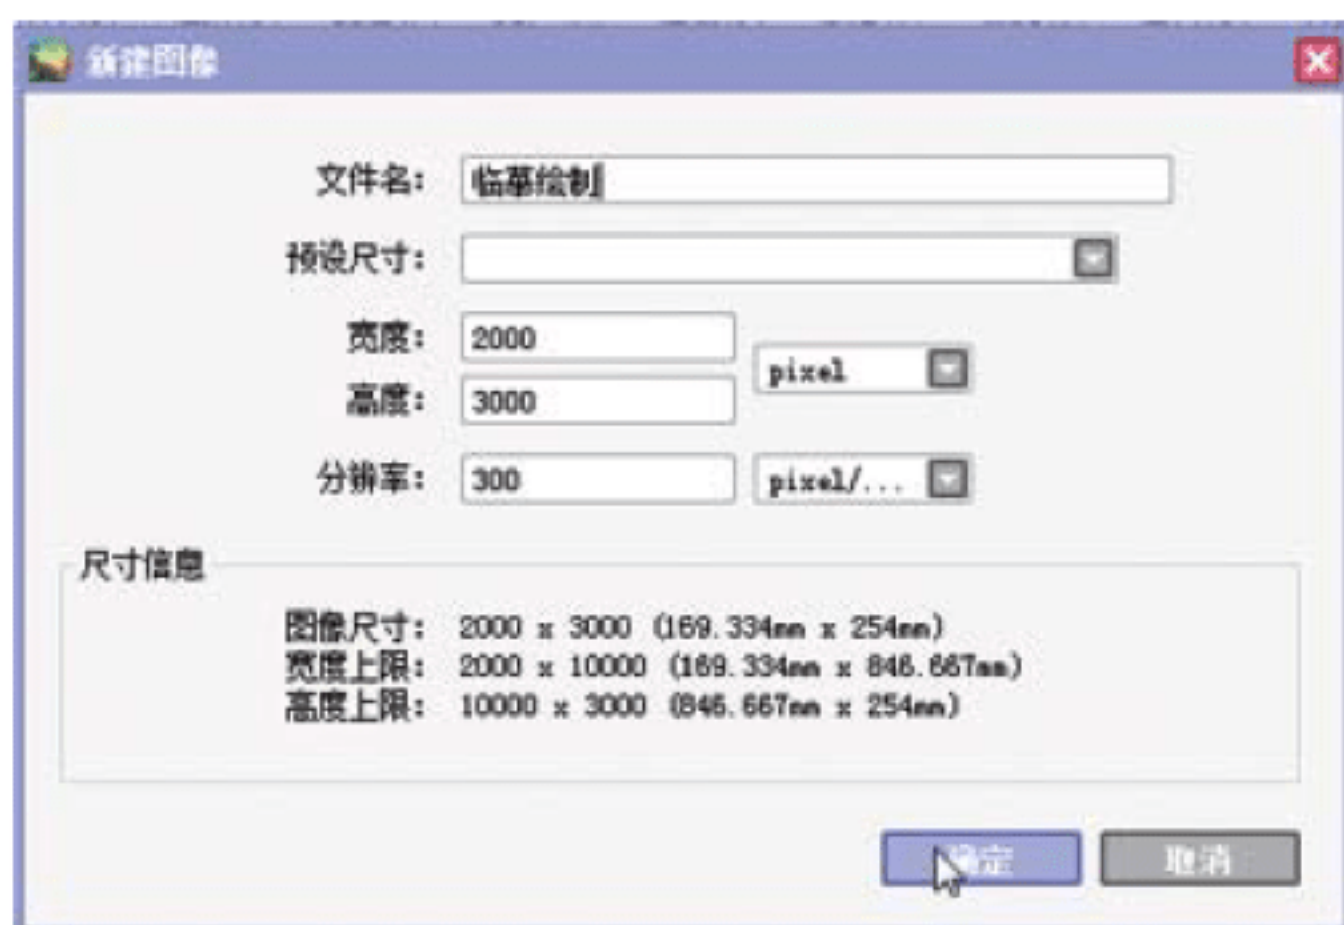 新建图像
文件名: 临摹绘制
预设尺寸:
宽度: 2000
pixel
高度: 3000
分辨率: 300 pixel/...
尺寸信息
图像尺寸: 2000 x 3000 (169.334mm x 254mm)
宽度上限: 2000 x 10000 (169.334mm x 846.667mm)
高度上限: 10000 x 3000 (846.667mm x 254mm)
确定 取消